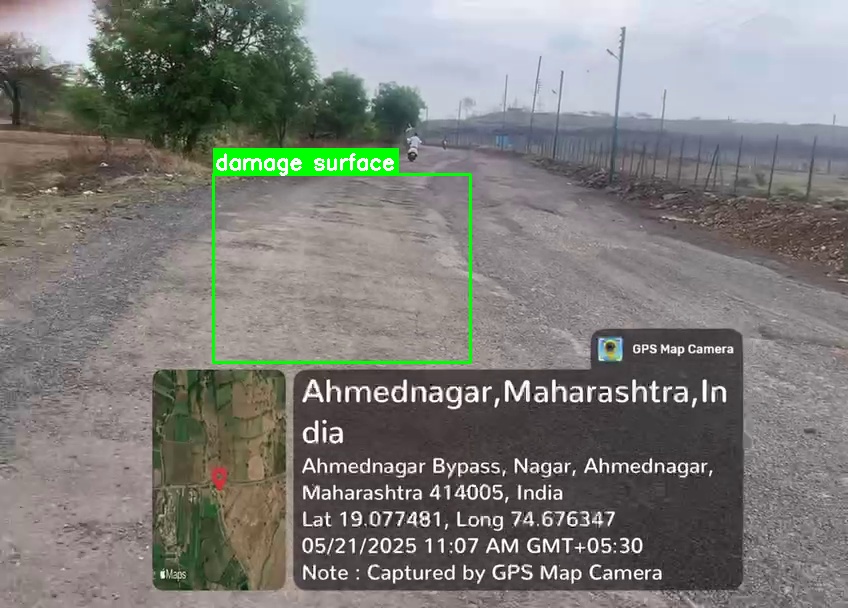 damage surface
GPS Map Camera
Ahmednagar,Maharashtra,In
dia
Ahmednagar Bypass, Nagar, Ahmednagar,
Maharashtra 414005, India
Lat 19.077481, Long 74.676347
05/21/2025 11:07 AM GMT+05:30
Note : Captured by GPS Map Camera
Maps